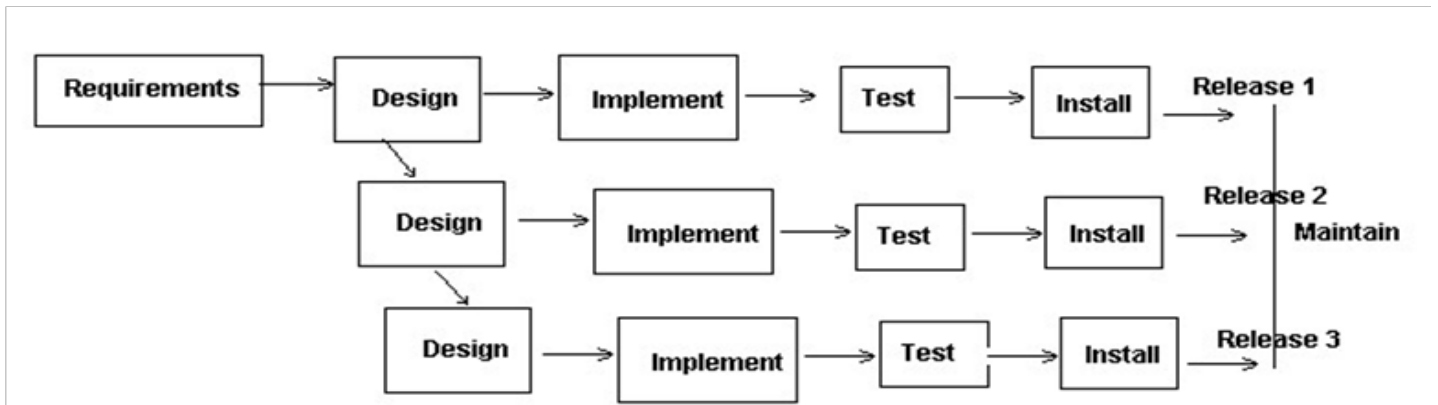 Requirements
Design
Implement
Test
Install
Release 1
Design
Implement
Test
Install
Release 2
Maintain
Design
Implement
Test
Install
Release 3